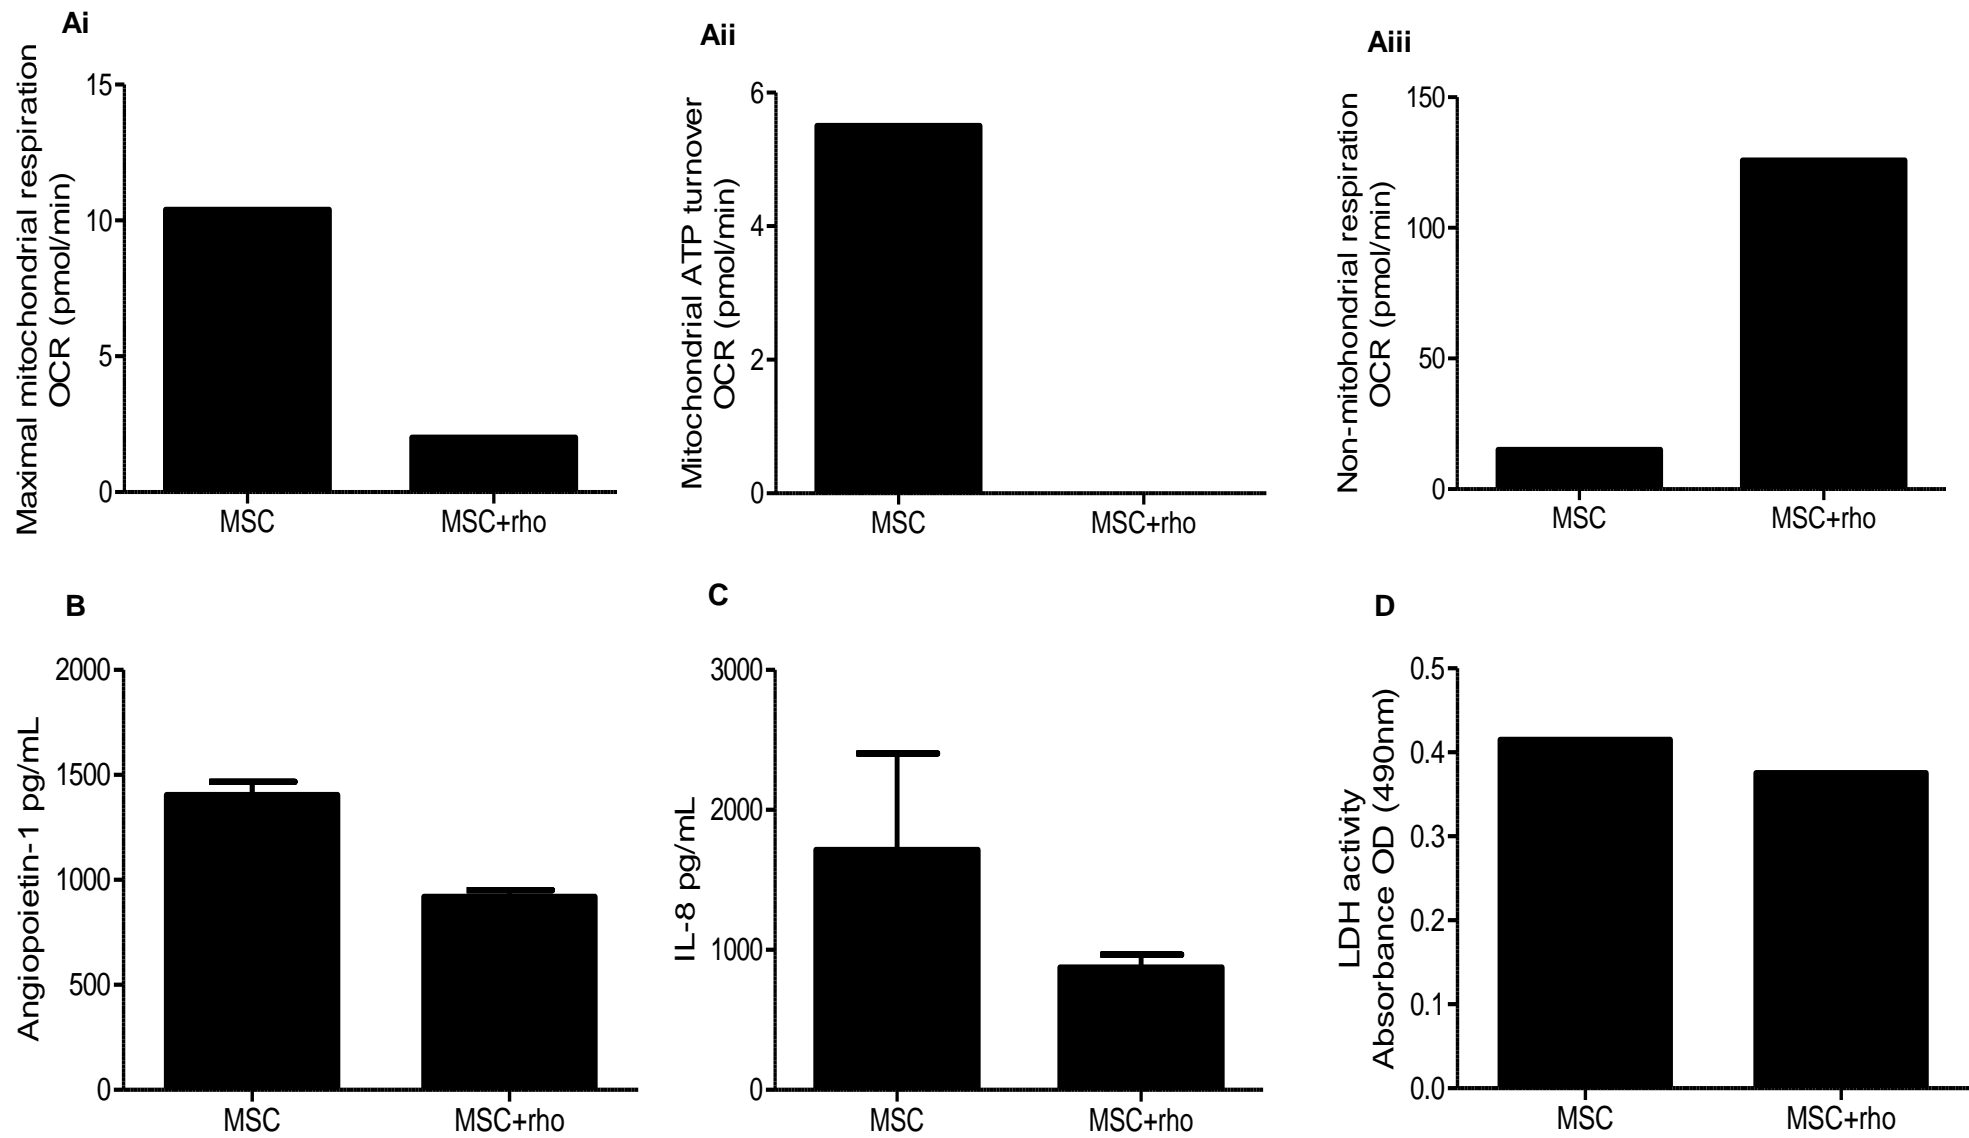 Ai
Maximal mitochondrial respiration
OCR (pmol/min)
15
10
5
0
MSC
MSC+rho
Aii
Mitochondrial ATP turnover
OCR (pmol/min)
6
4
2
0
MSC
MSC+rho
Aiii
Non-mitohondrial respiration
OCR (pmol/min)
150
100
50
0
MSC
MSC+rho
B
Angiopoietin-1 pg/mL
2000
1500
1000
500
0
MSC
MSC+rho
C
IL-8 pg/mL
3000
2000
1000
0
MSC
MSC+rho
D
LDH activity
Absorbance OD (490nm)
0.5
0.4
0.3
0.2
0.1
0.0
MSC
MSC+rho